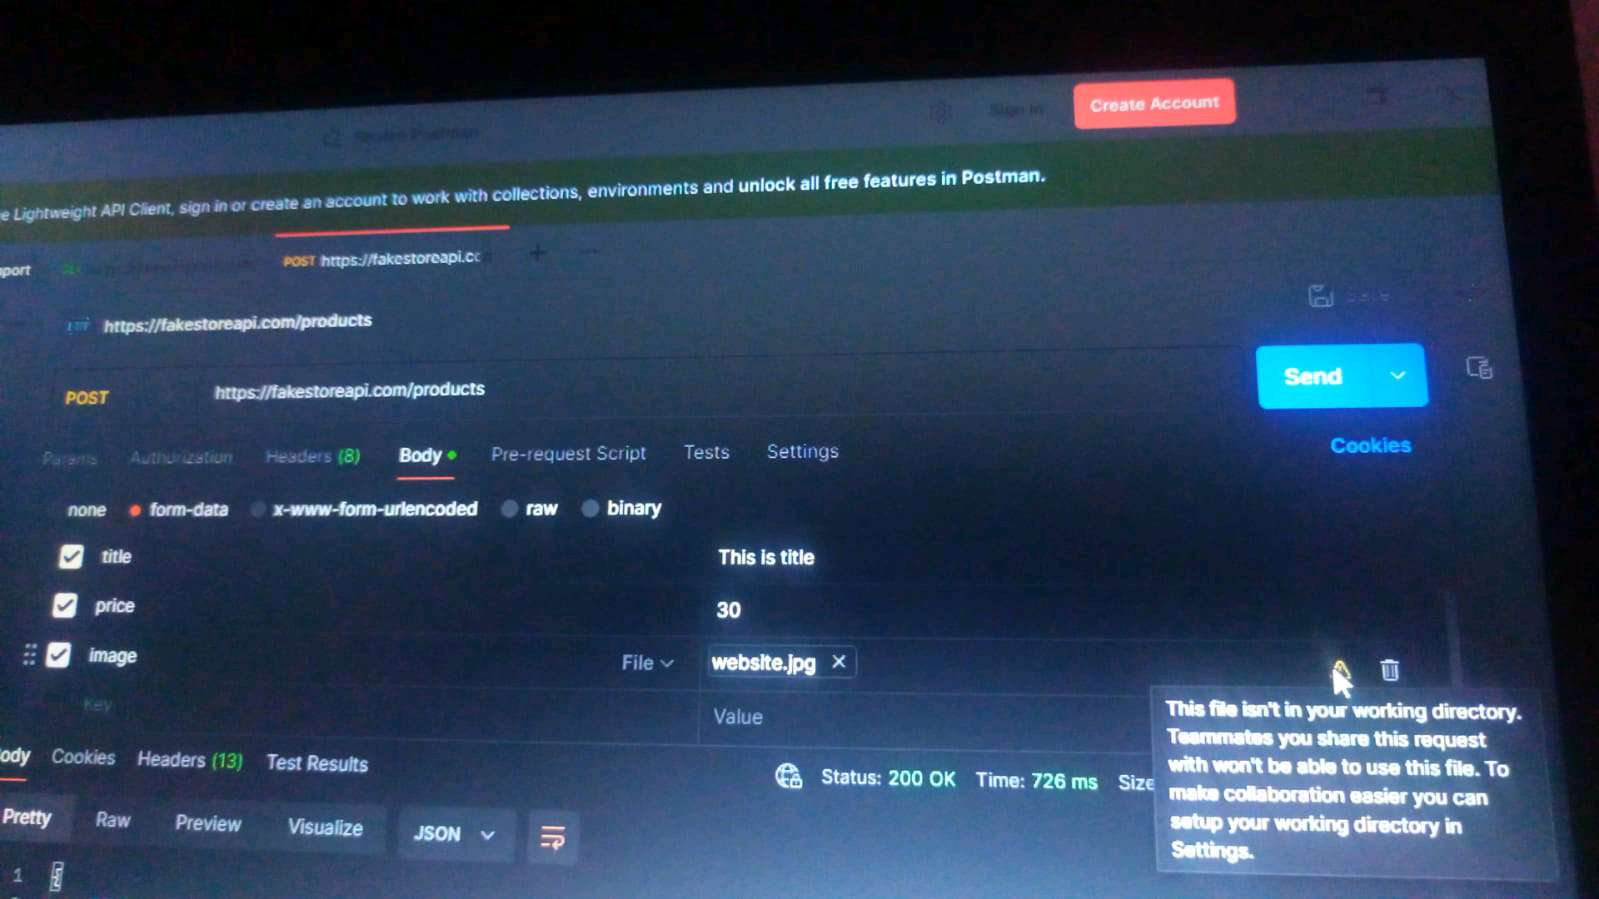 Sign in
Create Account
e Lightweight API Client, sign in or create an account to work with collections, environments and unlock all free features in Postman.
port
POST https://fakestoreapi.cc
https://fakestoreapi.com/products
POST https://fakestoreapi.com/products
Send
Params Authorization Headers (8) Body Pre-request Script Tests Settings
Cookies
none form-data x-www-form-urlencoded raw binary
title This is title
price 30
image File website.jpg
Key Value
This file isn't in your working directory.
Teammates you share this request
with won't be able to use this file. To
make collaboration easier you can
setup your working directory in
Settings.
ody Cookies Headers (13) Test Results
Status: 200 OK Time: 726 ms Size
Pretty Raw Preview Visualize JSON
1 {